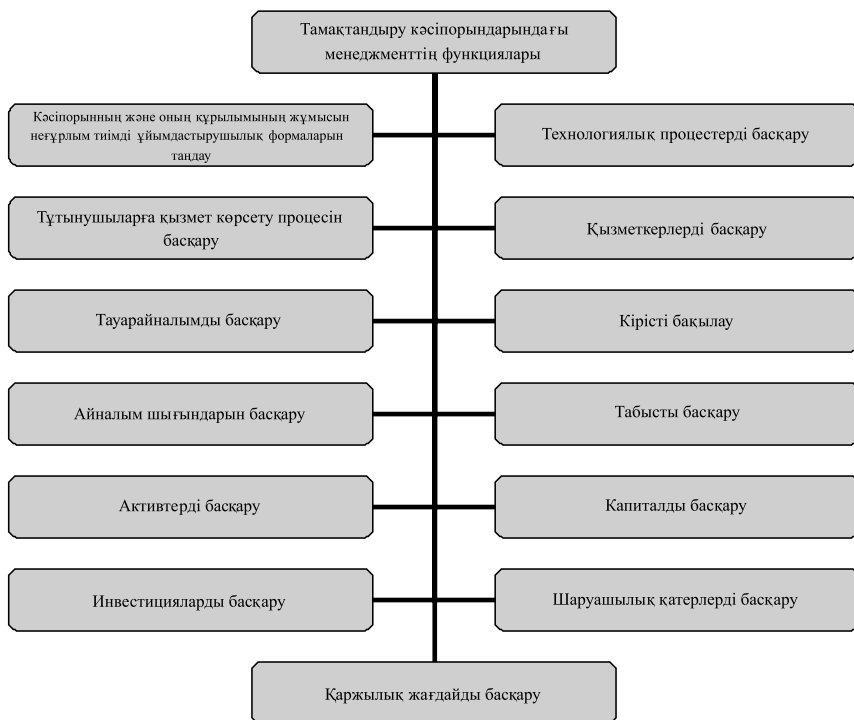 Тамақтандыру кәсіпорындарындағы
менеджменттің функциялары
Кәсіпорынның және оның құрылымының жұмысын
неғұрлым тиімді ұйымдастырушылық формаларын
таңдау
Технологиялық процестерді басқару
Тұтынушыларға қызмет көрсету процесін
басқару
Қызметкерлерді басқару
Тауарайналымды басқару
Кірісті бақылау
Айналым шығындарын басқару
Табысты басқару
Активтерді басқару
Капиталды басқару
Инвестицияларды басқару
Шаруашылық қатерлерді басқару
Қаржылық жағдайды басқару